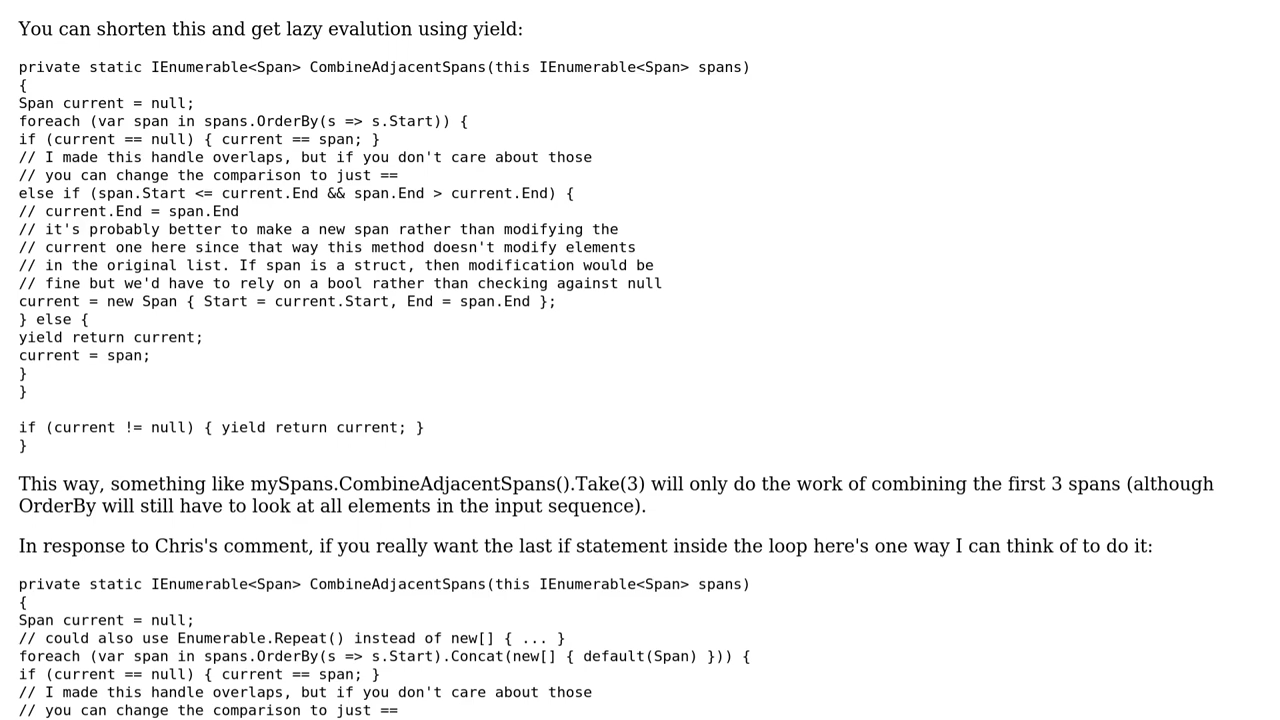 You can shorten this and get lazy evalution using yield:
private static IEnumerable<Span> CombineAdjacentSpans(this IEnumerable<Span> spans)
{
Span current = null;
foreach (var span in spans.OrderBy(s => s.Start)) {
if (current == null) { current == span; }
// I made this handle overlaps, but if you don't care about those
// you can change the comparison to just ==
else if (span.Start <= current.End && span.End > current.End) {
// current.End = span.End
// it's probably better to make a new span rather than modifying the
// current one here since that way this method doesn't modify elements
// in the original list. If span is a struct, then modification would be
// fine but we'd have to rely on a bool rather than checking against null
current = new Span { Start = current.Start, End = span.End };
} else {
yield return current;
current = span;
}
}
if (current != null) { yield return current; }
}
This way, something like mySpans.CombineAdjacentSpans().Take(3) will only do the work of combining the first 3 spans (although
OrderBy will still have to look at all elements in the input sequence).
In response to Chris's comment, if you really want the last if statement inside the loop here's one way I can think of to do it:
private static IEnumerable<Span> CombineAdjacentSpans(this IEnumerable<Span> spans)
{
Span current = null;
// could also use Enumerable.Repeat() instead of new[] { ... }
foreach (var span in spans.OrderBy(s => s.Start).Concat(new[] { default(Span) })) {
if (current == null) { current == span; }
// I made this handle overlaps, but if you don't care about those
// you can change the comparison to just ==